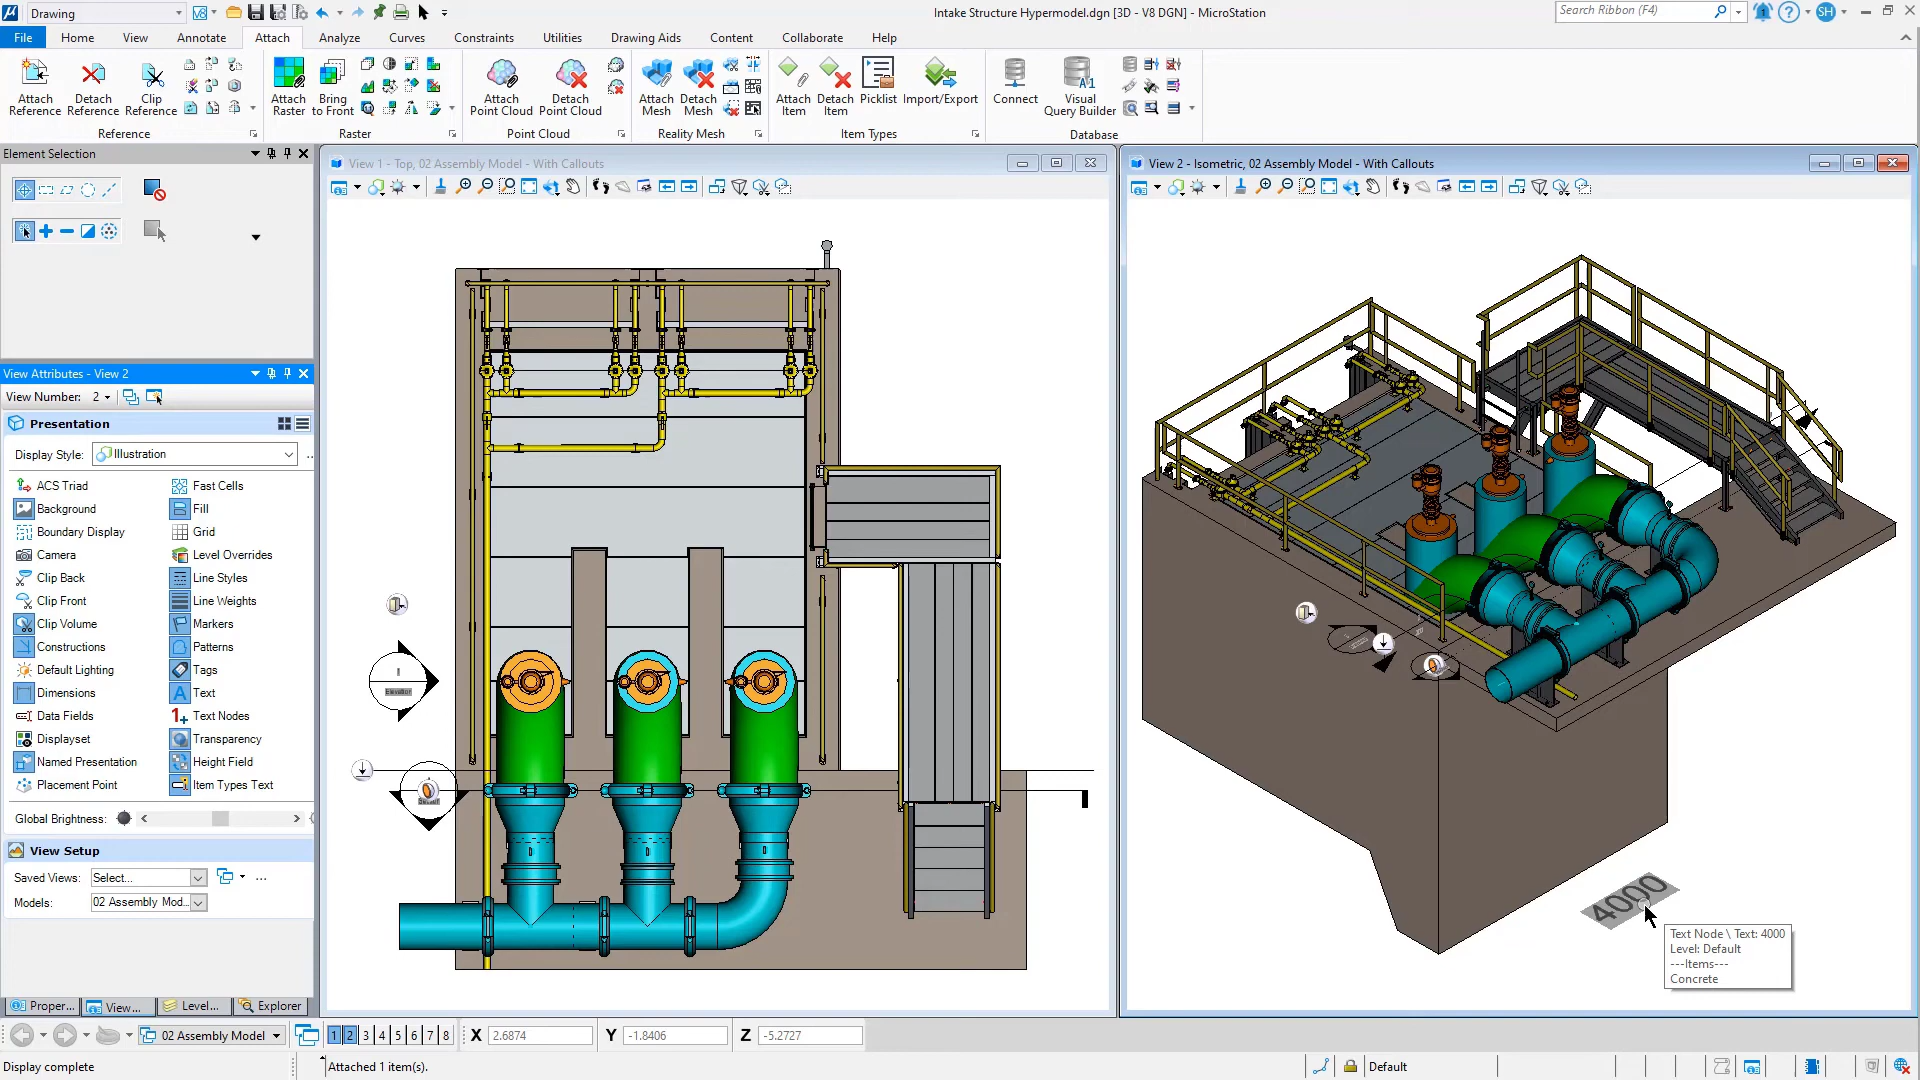 Drawing
Intake Structure Hypermodel.dgn [3D - V8 DGN] - MicroStation
Search Ribbon (F4)
SH
File Home View Annotate Attach Analyze Curves Constraints Utilities Drawing Aids Content Collaborate Help
Attach Reference
Detach Reference
Clip Reference
Attach Raster
Bring to Front
Attach Point Cloud
Detach Point Cloud
Attach Mesh
Detach Mesh
Attach Item
Detach Item
Picklist
Import/Export
Connect
Visual Query Builder
Reference
Raster
Point Cloud
Reality Mesh
Item Types
Database
Element Selection
View 1 - Top, 02 Assembly Model - With Callouts
View 2 - Isometric, 02 Assembly Model - With Callouts
View Attributes - View 2
View Number: 2
Presentation
Display Style: Illustration
ACS Triad Fast Cells
Background Fill
Boundary Display Grid
Camera Level Overrides
Clip Back Line Styles
Clip Front Line Weights
Clip Volume Markers
Constructions Patterns
Default Lighting Tags
Dimensions Text
Data Fields Text Nodes
Displayset Transparency
Named Presentation Height Field
Placement Point Item Types Text
Global Brightness:
View Setup
Saved Views: Select...
Models: 02 Assembly Mod...
Elevation
4000
Text Node \ Text: 4000
Level: Default
---Items---
Concrete
Proper... View... Level... Explorer
02 Assembly Model 1 2 3 4 5 6 7 8 X 2.6874 Y -1.8406 Z -5.2727
Display complete Attached 1 item(s). Default